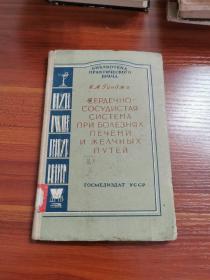 БИБЛИОТЕКА
ПРАКТИЧЕСКОГО
ВРАЧА
СЕРДЕЧНО-
СОСУДИСТАЯ
СИСТЕМА
ПРИ БОЛЕЗНЯХ
ПЕЧЕНИ
И ЖЕЛЧНЫХ
ПУТЕЙ
ГОСМЕДИЗДАТ УССР